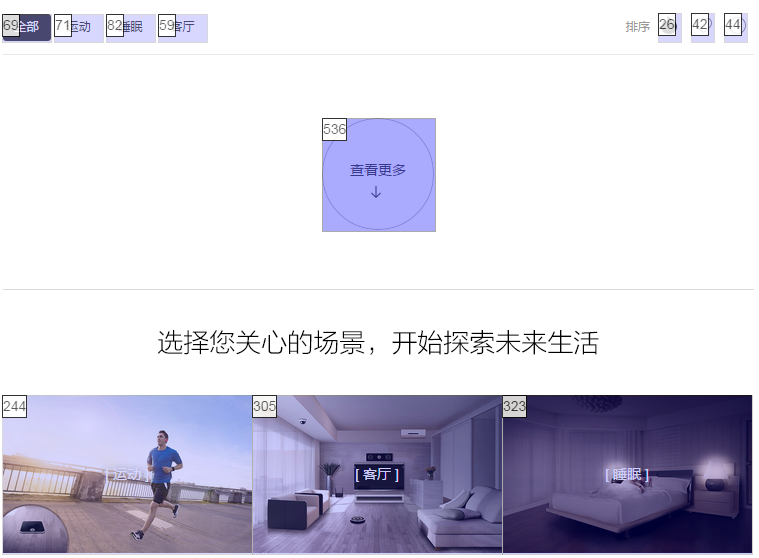 69 全部 71 运动 82 睡眠 59 客厅 排序 26 42 44
536
查看更多
选择您关心的场景，开始探索未来生活
244 305 323
[ 运动 ] [ 客厅 ] [ 睡眠 ]